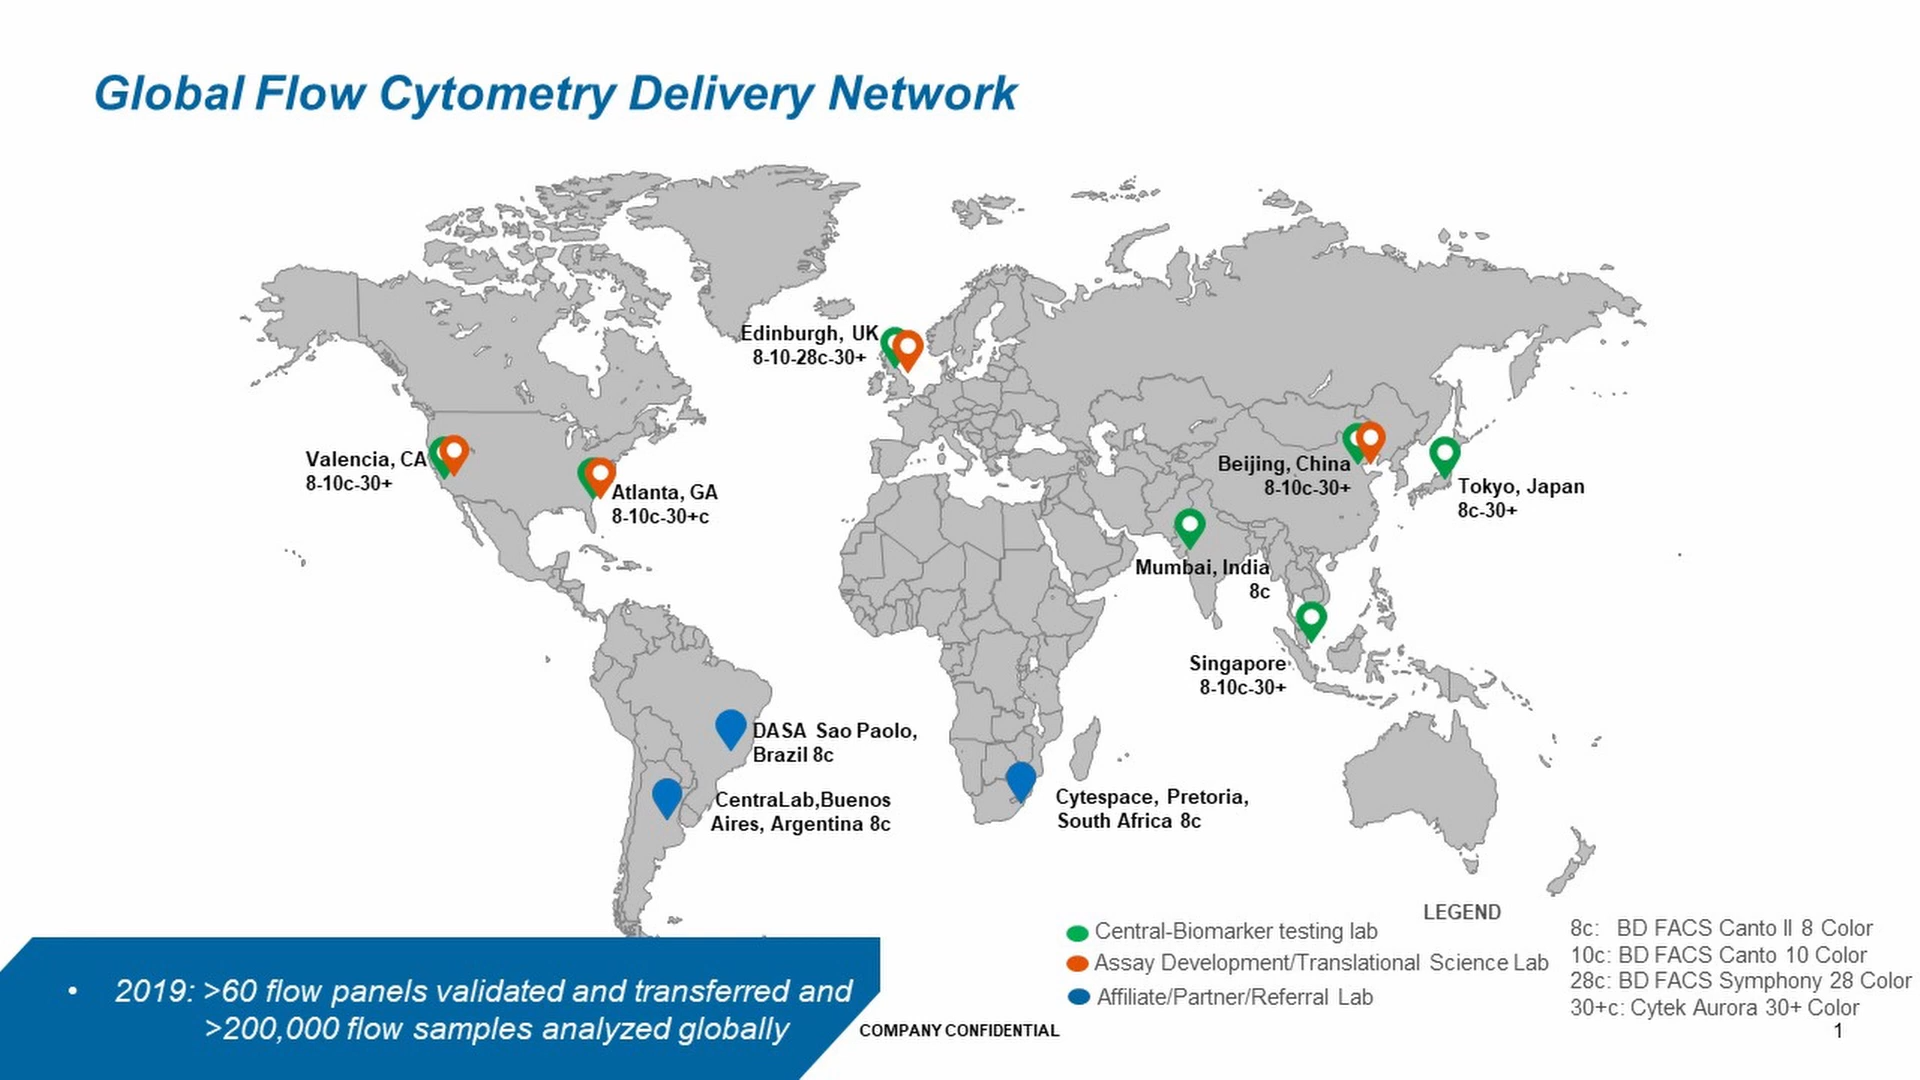 Global Flow Cytometry Delivery Network
Edinburgh, UK
8-10-28c-30+
Valencia, CA
8-10c-30+
Atlanta, GA
8-10c-30+c
Beijing, China
8-10c-30+
Tokyo, Japan
8c-30+
Mumbai, India
8c
Singapore
8-10c-30+
DASA Sao Paolo,
Brazil 8c
CentraLab,Buenos
Aires, Argentina 8c
Cytespace, Pretoria,
South Africa 8c
LEGEND
Central-Biomarker testing lab
Assay Development/Translational Science Lab
Affiliate/Partner/Referral Lab
8c: BD FACS Canto II 8 Color
10c: BD FACS Canto 10 Color
28c: BD FACS Symphony 28 Color
30+c: Cytek Aurora 30+ Color
• 2019: >60 flow panels validated and transferred and
>200,000 flow samples analyzed globally
COMPANY CONFIDENTIAL
1